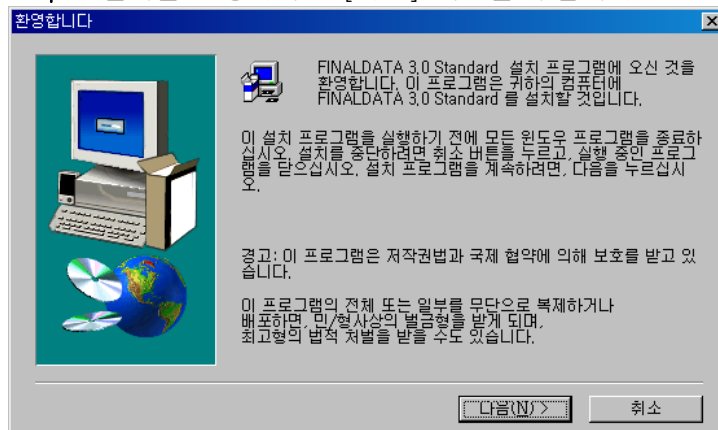 환영합니다
FINALDATA 3.0 Standard 설치 프로그램에 오신 것을
환영합니다. 이 프로그램은 귀하의 컴퓨터에
FINALDATA 3.0 Standard 를 설치할 것입니다.
이 설치 프로그램을 실행하기 전에 모든 윈도우 프로그램을 종료하
십시오. 설치를 중단하려면 취소 버튼을 누르고, 실행 중인 프로그
램을 닫으십시오. 설치 프로그램을 계속하려면, 다음을 누르십시
오.
경고: 이 프로그램은 저작권법과 국제 협약에 의해 보호를 받고 있
습니다.
이 프로그램의 전체 또는 일부를 무단으로 복제하거나
배포하면, 민/형사상의 벌금형을 받게 되며,
최고형의 법적 처벌을 받을 수도 있습니다.
다음(N) > 취소